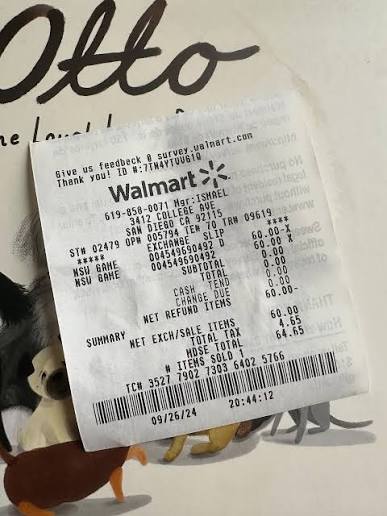 Otto
Give us feedback @ survey.walmart.com
Thank you! ID #:7TN4YTVV61Q
Walmart
619-858-0071 Mgr:ISMAEL
3412 COLLEGE AVE
SAN DIEGO CA 92115
ST# 02479 OP# 005794 TE# 70 TR# 09619
***** EXCHANGE SLIP ****
NSW GAME 004549690492 D 60.00-X
NSW GAME 004549690492 60.00 X
SUBTOTAL 0.00
TOTAL 0.00
CASH TEND 0.00
CHANGE DUE 0.00
NET REFUND ITEMS 60.00-
SUMMARY NET EXCH/SALE ITEMS 60.00
TOTAL TAX 4.65
MDSE TOTAL 64.65
# ITEMS SOLD 1
TC# 3527 7902 7303 6402 5766
09/26/24 20:44:12